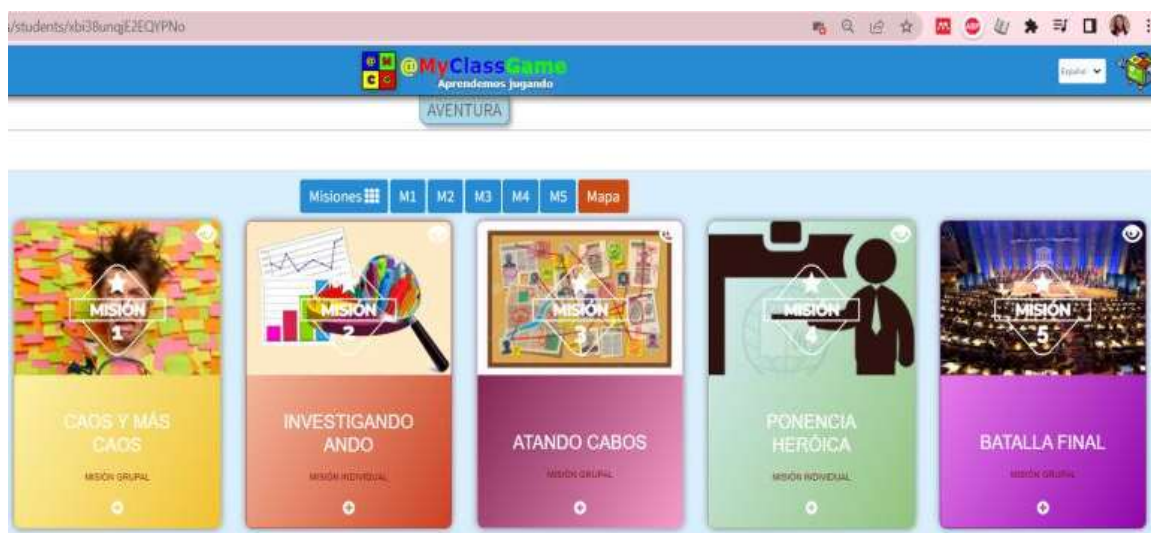 /students/xbi38unqjE2EQYPNo
@MyClassGame
Aprendemos jugando
Español
AVENTURA
Misiones M1 M2 M3 M4 M5 Mapa
MISIÓN
1
MISIÓN
2
MISIÓN
3
MISIÓN
4
MISIÓN
5
CAOS Y MÁS
CAOS
MISIÓN GRUPAL
INVESTIGANDO
ANDO
MISIÓN INDIVIDUAL
ATANDO CABOS
MISIÓN GRUPAL
PONENCIA
HERÓICA
MISIÓN INDIVIDUAL
BATALLA FINAL
MISIÓN GRUPAL